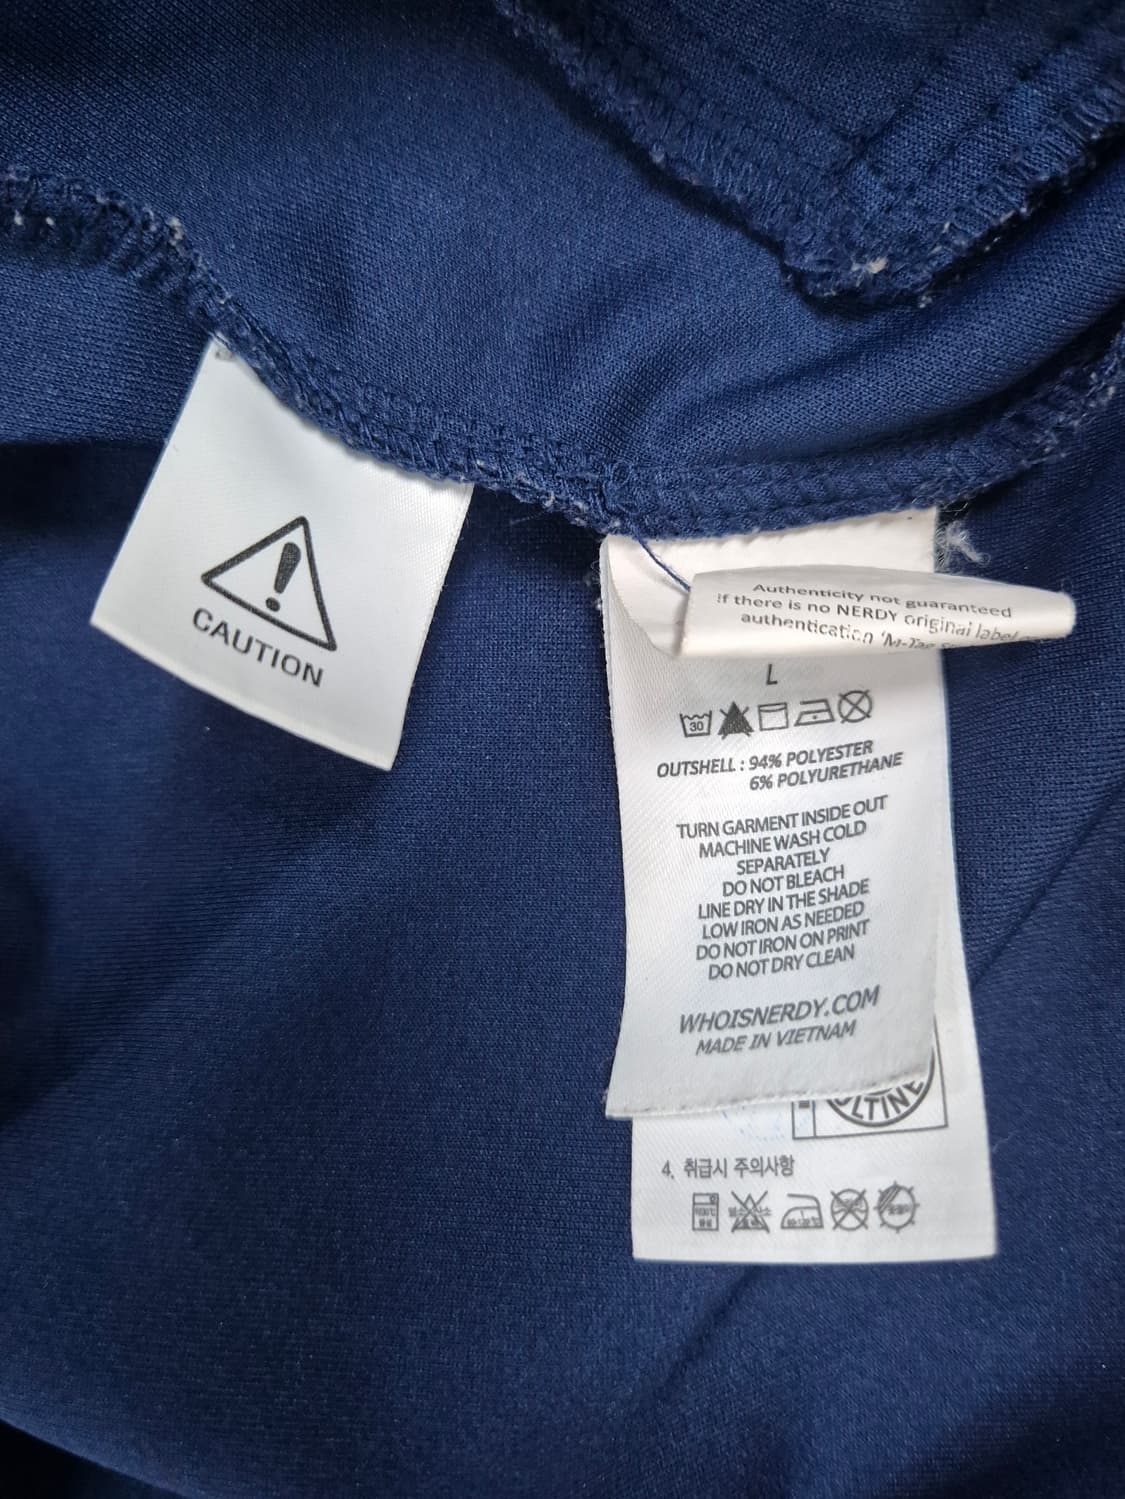 CAUTION
Authenticity not guaranteed
if there is no NERDY original label
authentication 'M-Tag
L
30
OUTSHELL : 94% POLYESTER
6% POLYURETHANE
TURN GARMENT INSIDE OUT
MACHINE WASH COLD
SEPARATELY
DO NOT BLEACH
LINE DRY IN THE SHADE
LOW IRON AS NEEDED
DO NOT IRON ON PRINT
DO NOT DRY CLEAN
WHOISNERDY.COM
MADE IN VIETNAM
4. 취급시 주의사항